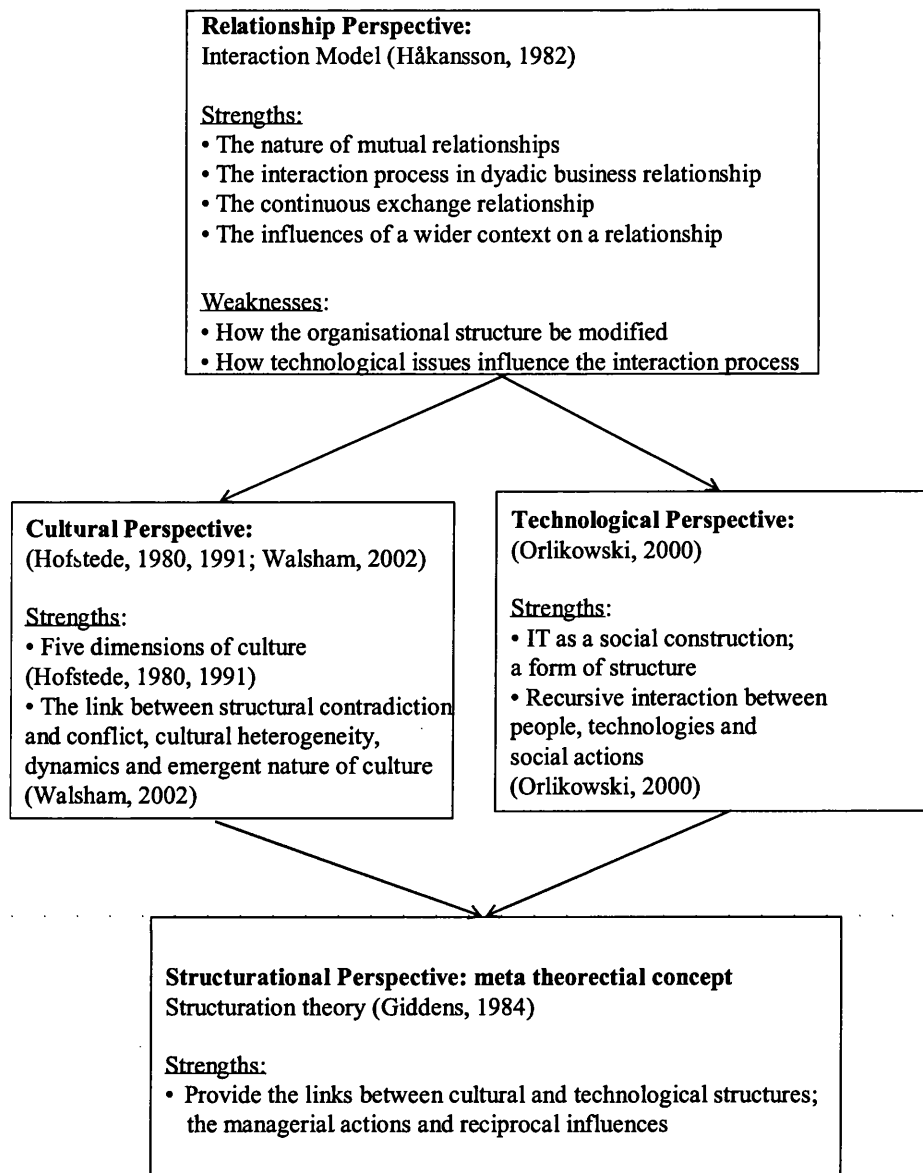 Relationship Perspective:
Interaction Model (Håkansson, 1982)
Strengths:
• The nature of mutual relationships
• The interaction process in dyadic business relationship
• The continuous exchange relationship
• The influences of a wider context on a relationship
Weaknesses:
• How the organisational structure be modified
• How technological issues influence the interaction process
Cultural Perspective:
(Hofstede, 1980, 1991; Walsham, 2002)
Strengths:
• Five dimensions of culture
(Hofstede, 1980, 1991)
• The link between structural contradiction
and conflict, cultural heterogeneity,
dynamics and emergent nature of culture
(Walsham, 2002)
Technological Perspective:
(Orlikowski, 2000)
Strengths:
• IT as a social construction;
a form of structure
• Recursive interaction between
people, technologies and
social actions
(Orlikowski, 2000)
Structurational Perspective: meta theorectial concept
Structuration theory (Giddens, 1984)
Strengths:
• Provide the links between cultural and technological structures;
the managerial actions and reciprocal influences